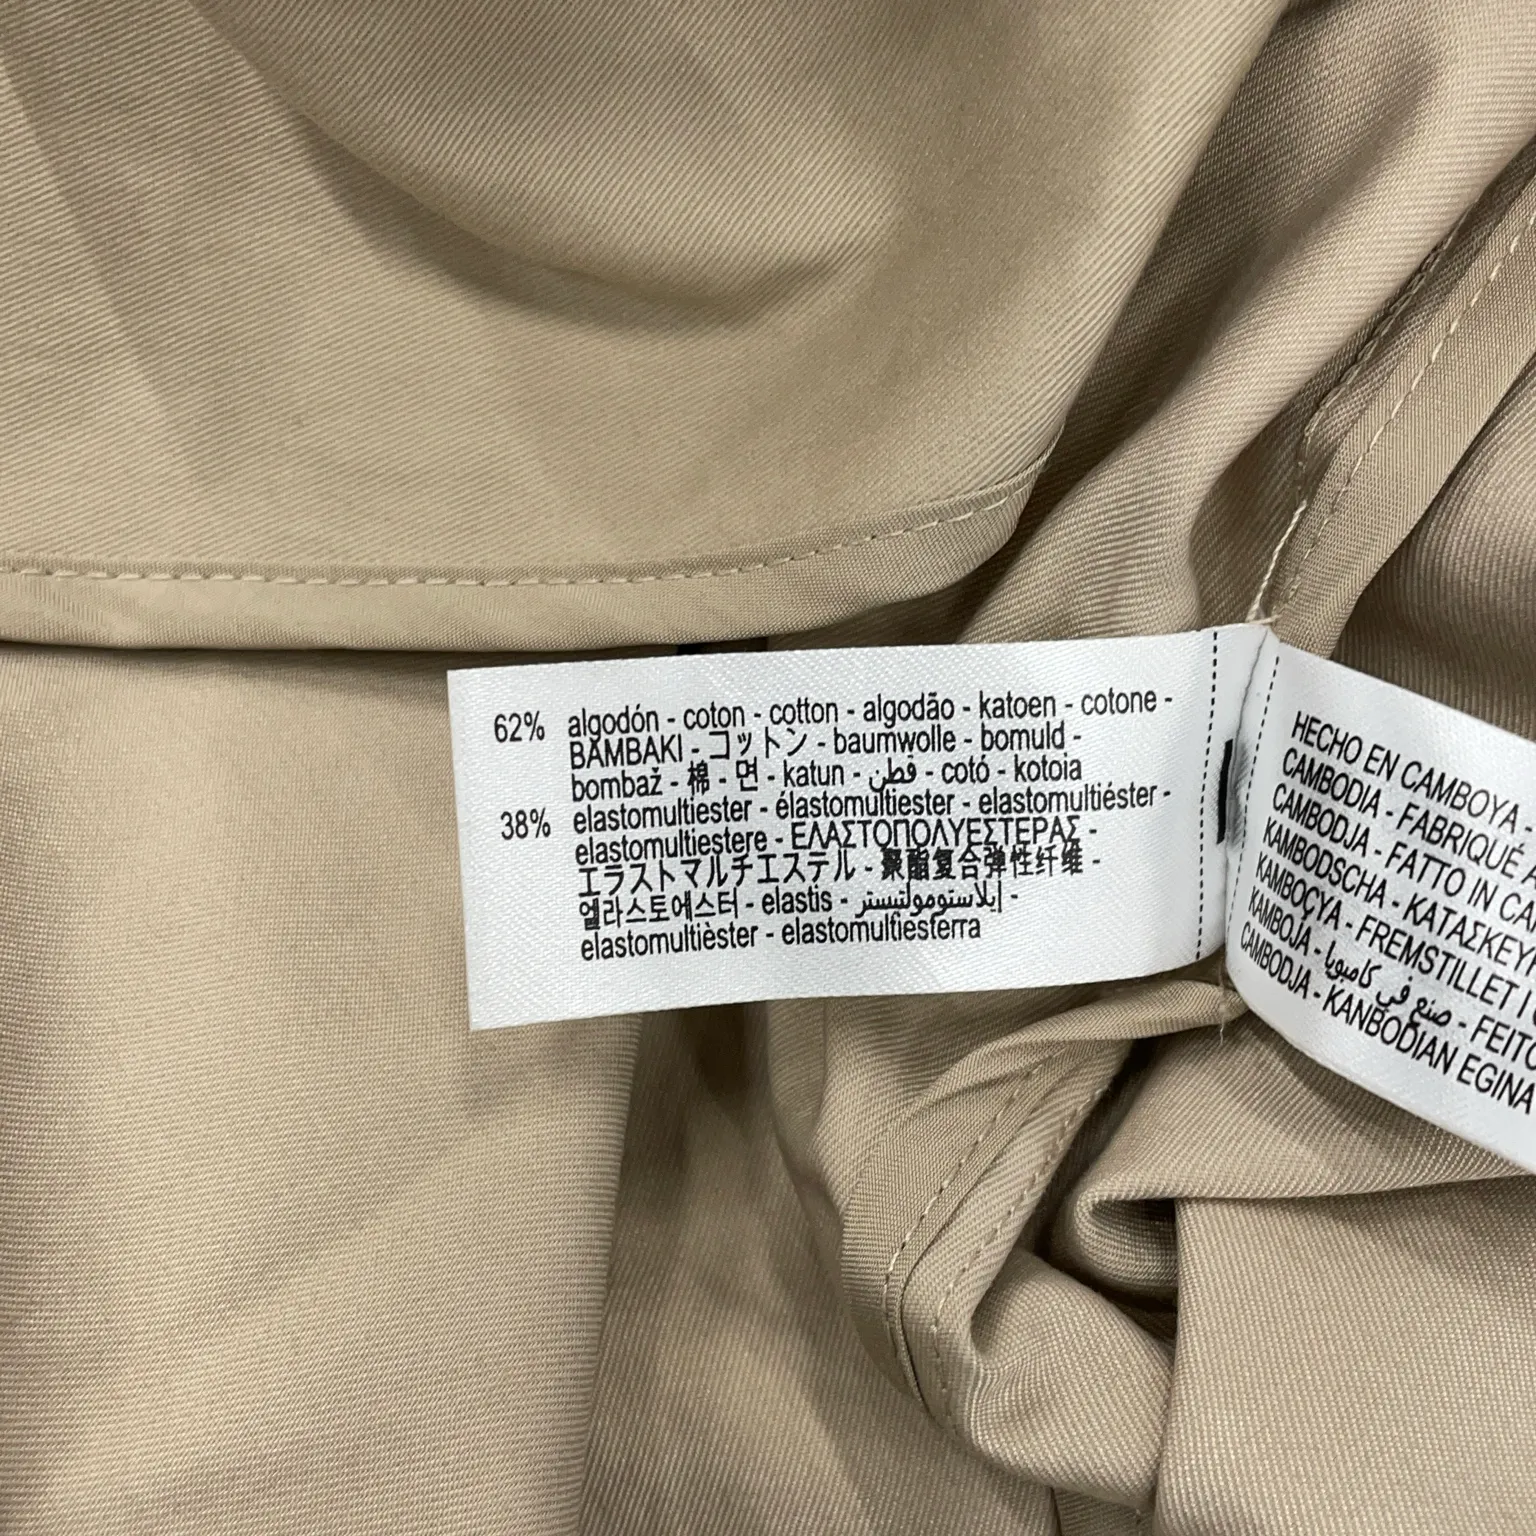 62% algodón - coton - cotton - algodão - katoen - cotone -
BAMBAKI - コットン - baumwolle - bomuld -
bombaž - 棉 - 면 - katun - قطن - cotó - kotoia
38% elastomultiester - élastomultiester - elastomultiéster -
elastomultiestere - ΕΛΑΣΤΟΠΟΛΥΕΣΤΕΡΑΣ -
エラストマルチエステル - 聚酯复合弹性纤维 -
엘라스토에스터 - elastis - إيلاستومولتيستر -
elastomultièster - elastomultiesterra
HECHO EN CAMBOYA -
CAMBODIA - FABRIQUÉ
CAMBODJA - FATTO IN
KAMBODSCHA - ΚΑΤΑΣΚΕΥ
KAMBOÇYA - FREMSTILLET I
KAMBOJA - صنع في كامبوبا - FEITO
CAMBODJA - KANBODIAN EGINA